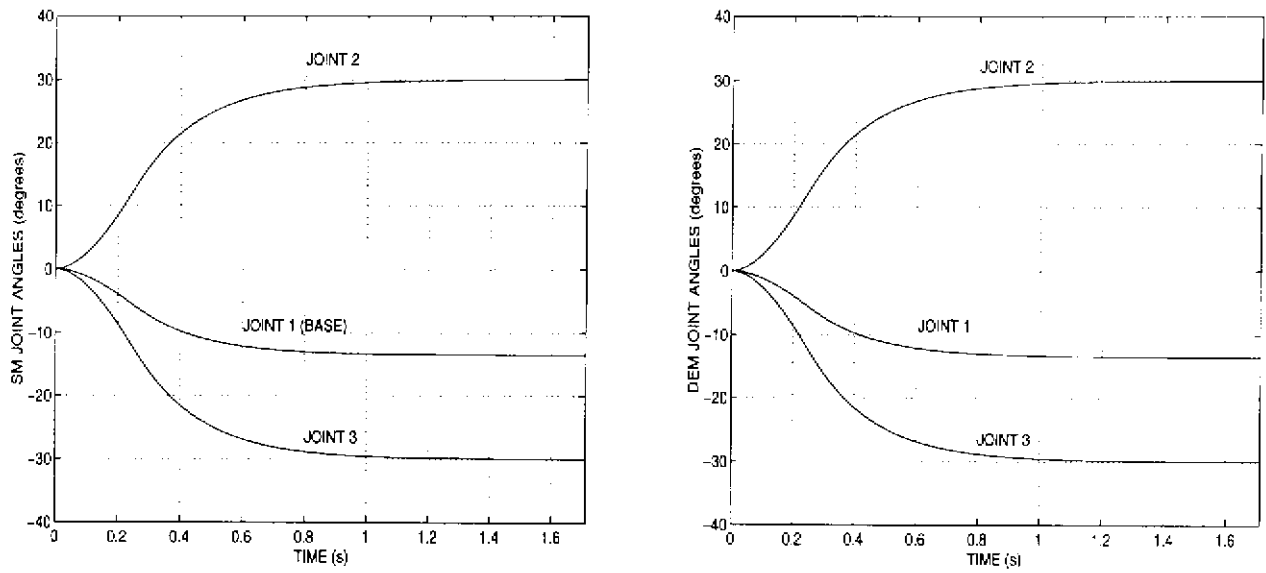 40
30
20
10
0
−10
−20
−30
−40
SM JOINT ANGLES (degrees)
JOINT 2
JOINT 1 (BASE)
JOINT 3
0 0.2 0.4 0.6 0.8 1 1.2 1.4 1.6
TIME (s)
40
30
20
10
0
−10
−20
−30
−40
DEM JOINT ANGLES (degrees)
JOINT 2
JOINT 1
JOINT 3
0 0.2 0.4 0.6 0.8 1 1.2 1.4 1.6
TIME (s)